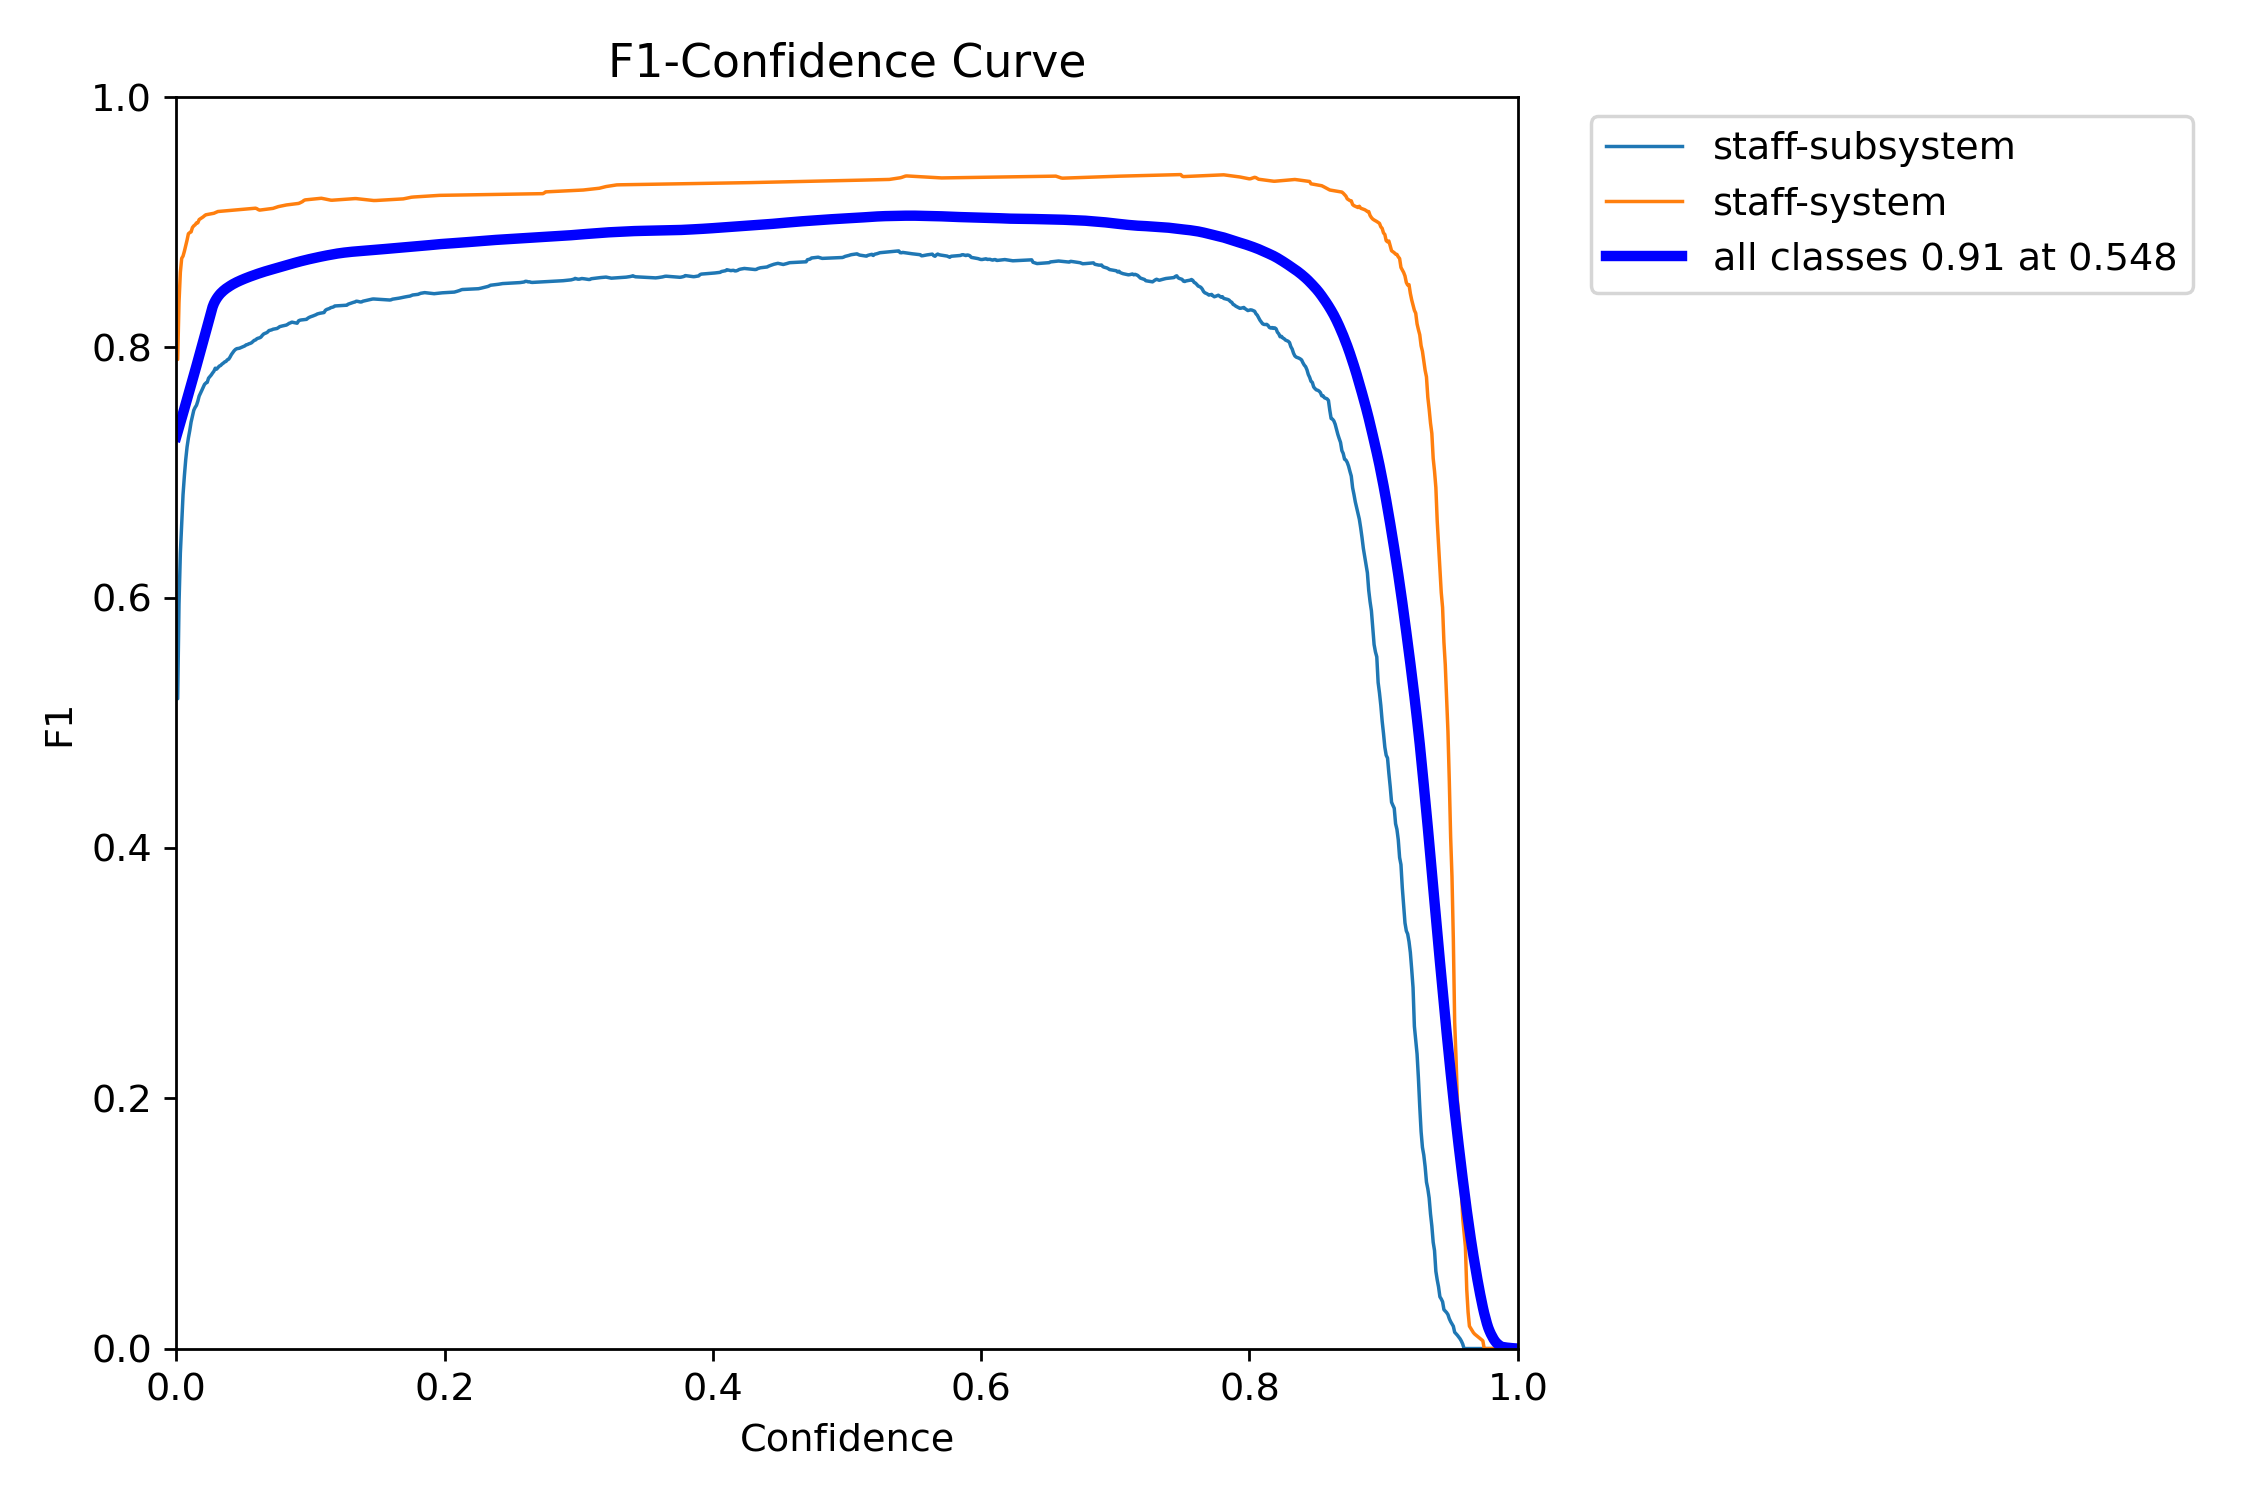 F1-Confidence Curve
1.0
0.8
0.6
0.4
0.2
0.0
F1
0.0 0.2 0.4 0.6 0.8 1.0
Confidence
staff-subsystem
staff-system
all classes 0.91 at 0.548